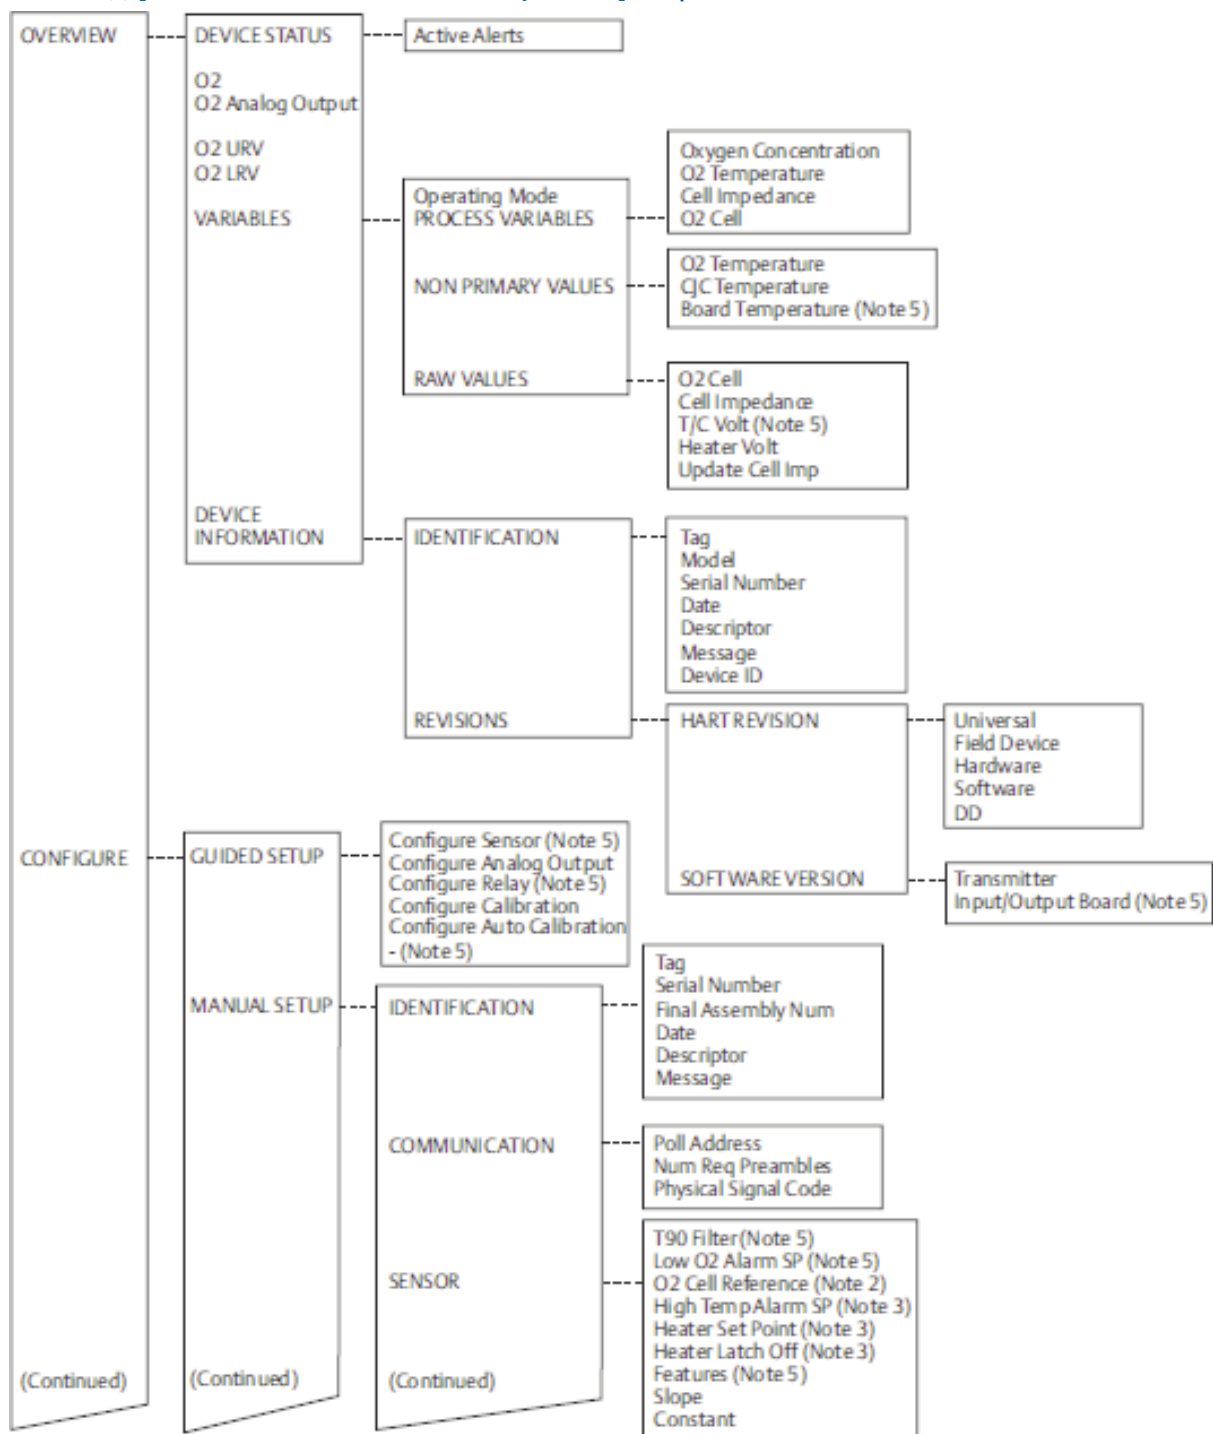 OVERVIEW
DEVICE STATUS
Active Alerts
O2
O2 Analog Output
O2 URV
O2 LRV
VARIABLES
Operating Mode
PROCESS VARIABLES
Oxygen Concentration
O2 Temperature
Cell Impedance
O2 Cell
NON PRIMARY VALUES
O2 Temperature
CJC Temperature
Board Temperature (Note 5)
RAW VALUES
O2 Cell
Cell Impedance
T/C Volt (Note 5)
Heater Volt
Update Cell Imp
DEVICE
INFORMATION
IDENTIFICATION
Tag
Model
Serial Number
Date
Descriptor
Message
Device ID
REVISIONS
HART REVISION
Universal
Field Device
Hardware
Software
DD
SOFTWARE VERSION
Transmitter
Input/Output Board (Note 5)
CONFIGURE
GUIDED SETUP
Configure Sensor (Note 5)
Configure Analog Output
Configure Relay (Note 5)
Configure Calibration
Configure Auto Calibration
- (Note 5)
MANUAL SETUP
IDENTIFICATION
Tag
Serial Number
Final Assembly Num
Date
Descriptor
Message
COMMUNICATION
Poll Address
Num Req Preambles
Physical Signal Code
SENSOR
T90 Filter (Note 5)
Low O2 Alarm SP (Note 5)
O2 Cell Reference (Note 2)
High Temp Alarm SP (Note 3)
Heater Set Point (Note 3)
Heater Latch Off (Note 3)
Features (Note 5)
Slope
Constant
(Continued)
(Continued)
(Continued)